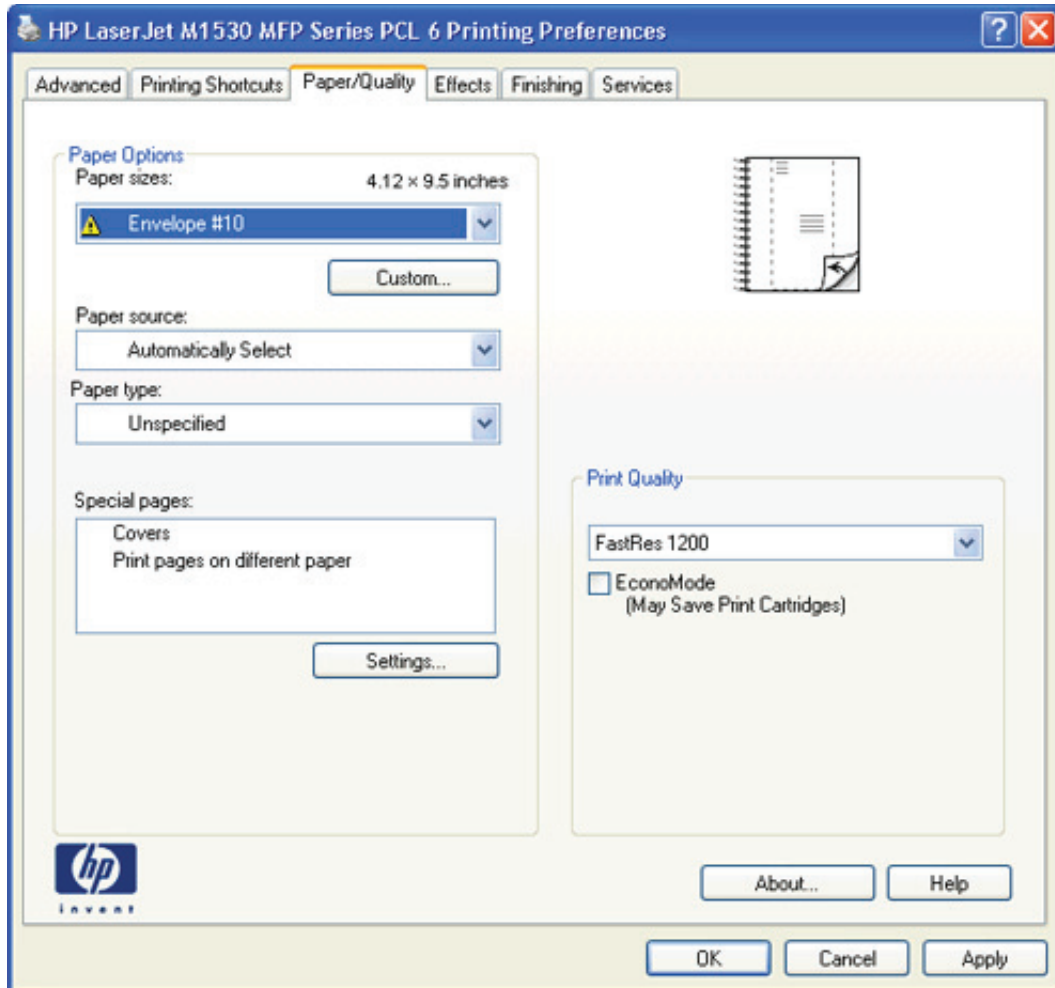 HP LaserJet M1530 MFP Series PCL 6 Printing Preferences
Advanced Printing Shortcuts Paper/Quality Effects Finishing Services
Paper Options
Paper sizes: 4.12 × 9.5 inches
Envelope #10
Custom...
Paper source:
Automatically Select
Paper type:
Unspecified
Special pages:
Covers
Print pages on different paper
Settings...
Print Quality
FastRes 1200
EconoMode
(May Save Print Cartridges)
hp
invent
About... Help
OK Cancel Apply